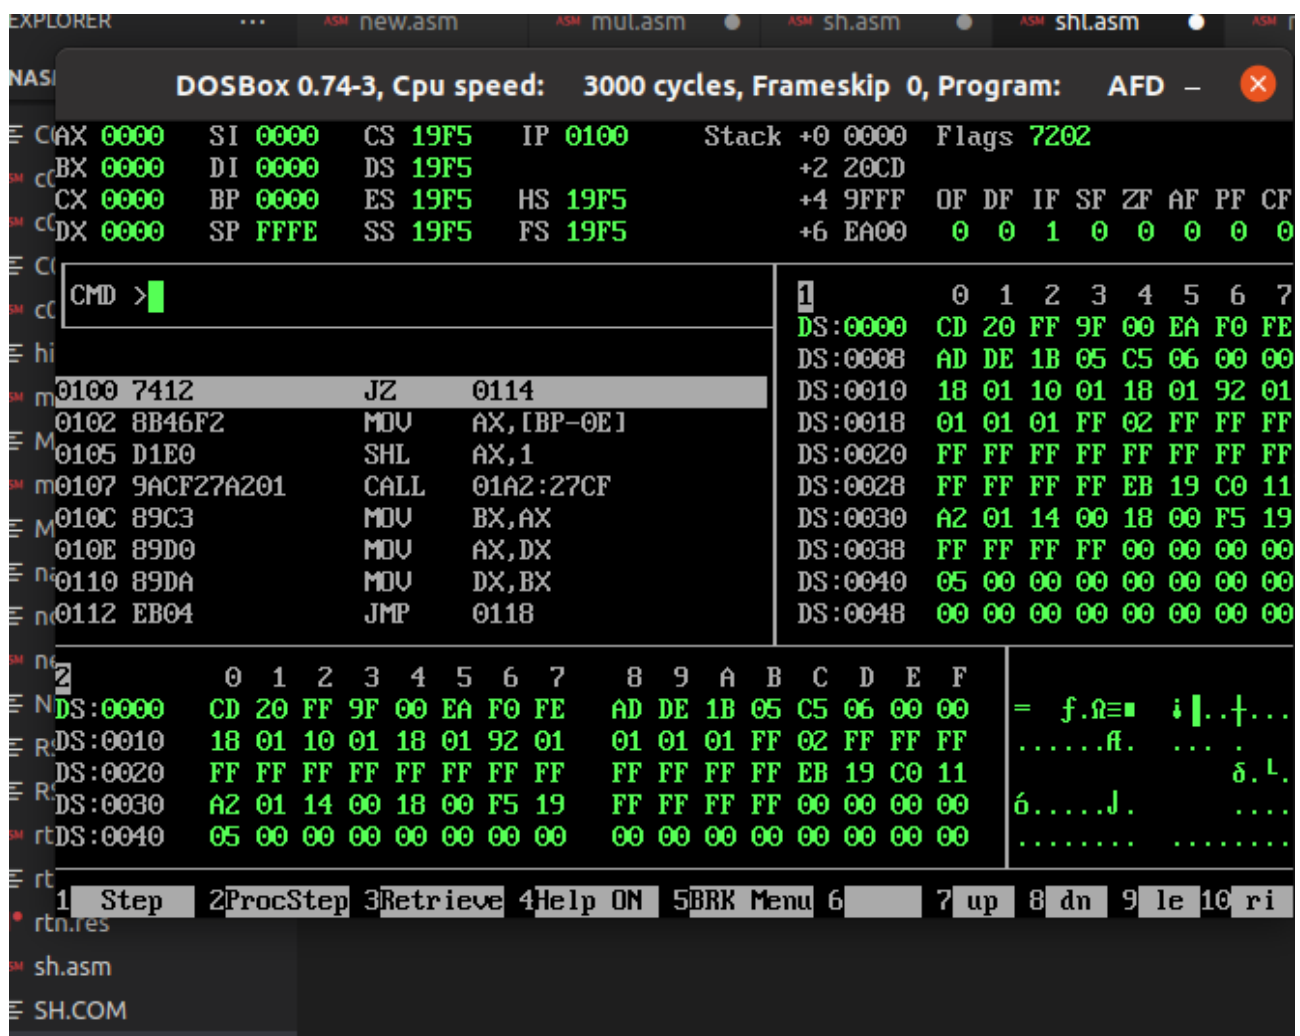 EXPLORER ... ASM new.asm ASM mul.asm ASM sh.asm ASM shl.asm ASM
NAS
DOSBox 0.74-3, Cpu speed: 3000 cycles, Frameskip 0, Program: AFD
AX 0000 SI 0000 CS 19F5 IP 0100 Stack +0 0000 Flags 7202
BX 0000 DI 0000 DS 19F5 +2 20CD
CX 0000 BP 0000 ES 19F5 HS 19F5 +4 9FFF OF DF IF SF ZF AF PF CF
DX 0000 SP FFFE SS 19F5 FS 19F5 +6 EA00 0 0 1 0 0 0 0 0
CMD >
1 0 1 2 3 4 5 6 7
DS:0000 CD 20 FF 9F 00 EA F0 FE
DS:0008 AD DE 1B 05 C5 06 00 00
0100 7412 JZ 0114 DS:0010 18 01 10 01 18 01 92 01
0102 8B46F2 MOV AX,[BP-0E] DS:0018 01 01 01 FF 02 FF FF FF
0105 D1E0 SHL AX,1 DS:0020 FF FF FF FF FF FF FF FF
0107 9ACF27A201 CALL 01A2:27CF DS:0028 FF FF FF FF EB 19 C0 11
010C 89C3 MOV BX,AX DS:0030 A2 01 14 00 18 00 F5 19
010E 89D0 MOV AX,DX DS:0038 FF FF FF FF 00 00 00 00
0110 89DA MOV DX,BX DS:0040 05 00 00 00 00 00 00 00
0112 EB04 JMP 0118 DS:0048 00 00 00 00 00 00 00 00
2 0 1 2 3 4 5 6 7 8 9 A B C D E F
DS:0000 CD 20 FF 9F 00 EA F0 FE AD DE 1B 05 C5 06 00 00 = ƒ.Ω≡■ ¡▐..┼...
DS:0010 18 01 10 01 18 01 92 01 01 01 01 FF 02 FF FF FF ......Æ. ... .
DS:0020 FF FF FF FF FF FF FF FF FF FF FF FF EB 19 C0 11 δ.└.
DS:0030 A2 01 14 00 18 00 F5 19 FF FF FF FF 00 00 00 00 ó.....⌡. ....
DS:0040 05 00 00 00 00 00 00 00 00 00 00 00 00 00 00 00 ........ ........
1 Step 2ProcStep 3Retrieve 4Help ON 5BRK Menu 6 7 up 8 dn 9 le 10 ri
rtn.res
sh.asm
SH.COM